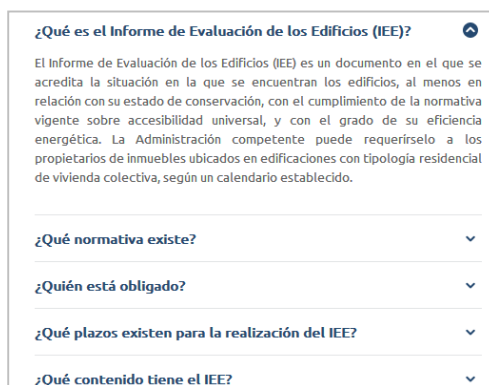 ¿Qué es el Informe de Evaluación de los Edificios (IEE)?
El Informe de Evaluación de los Edificios (IEE) es un documento en el que se
acredita la situación en la que se encuentran los edificios, al menos en
relación con su estado de conservación, con el cumplimiento de la normativa
vigente sobre accesibilidad universal, y con el grado de su eficiencia
energética. La Administración competente puede requerírselo a los
propietarios de inmuebles ubicados en edificaciones con tipología residencial
de vivienda colectiva, según un calendario establecido.
¿Qué normativa existe?
¿Quién está obligado?
¿Qué plazos existen para la realización del IEE?
¿Qué contenido tiene el IEE?